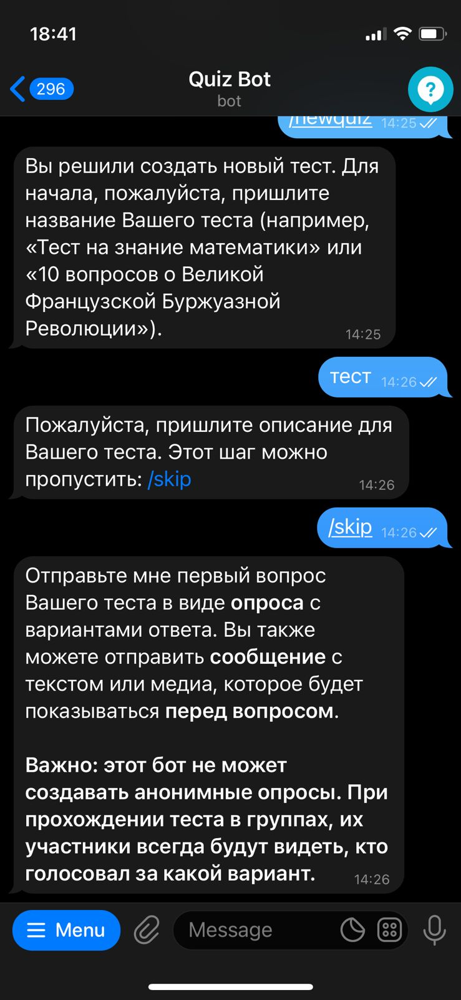 18:41
296
Quiz Bot
bot
/newquiz 14:25
Вы решили создать новый тест. Для
начала, пожалуйста, пришлите
название Вашего теста (например,
«Тест на знание математики» или
«10 вопросов о Великой
Французской Буржуазной
Революции»). 14:25
тест 14:26
Пожалуйста, пришлите описание для
Вашего теста. Этот шаг можно
пропустить: /skip 14:26
/skip 14:26
Отправьте мне первый вопрос
Вашего теста в виде опроса с
вариантами ответа. Вы также
можете отправить сообщение с
текстом или медиа, которое будет
показываться перед вопросом.
Важно: этот бот не может
создавать анонимные опросы. При
прохождении теста в группах, их
участники всегда будут видеть, кто
голосовал за какой вариант. 14:26
Menu Message